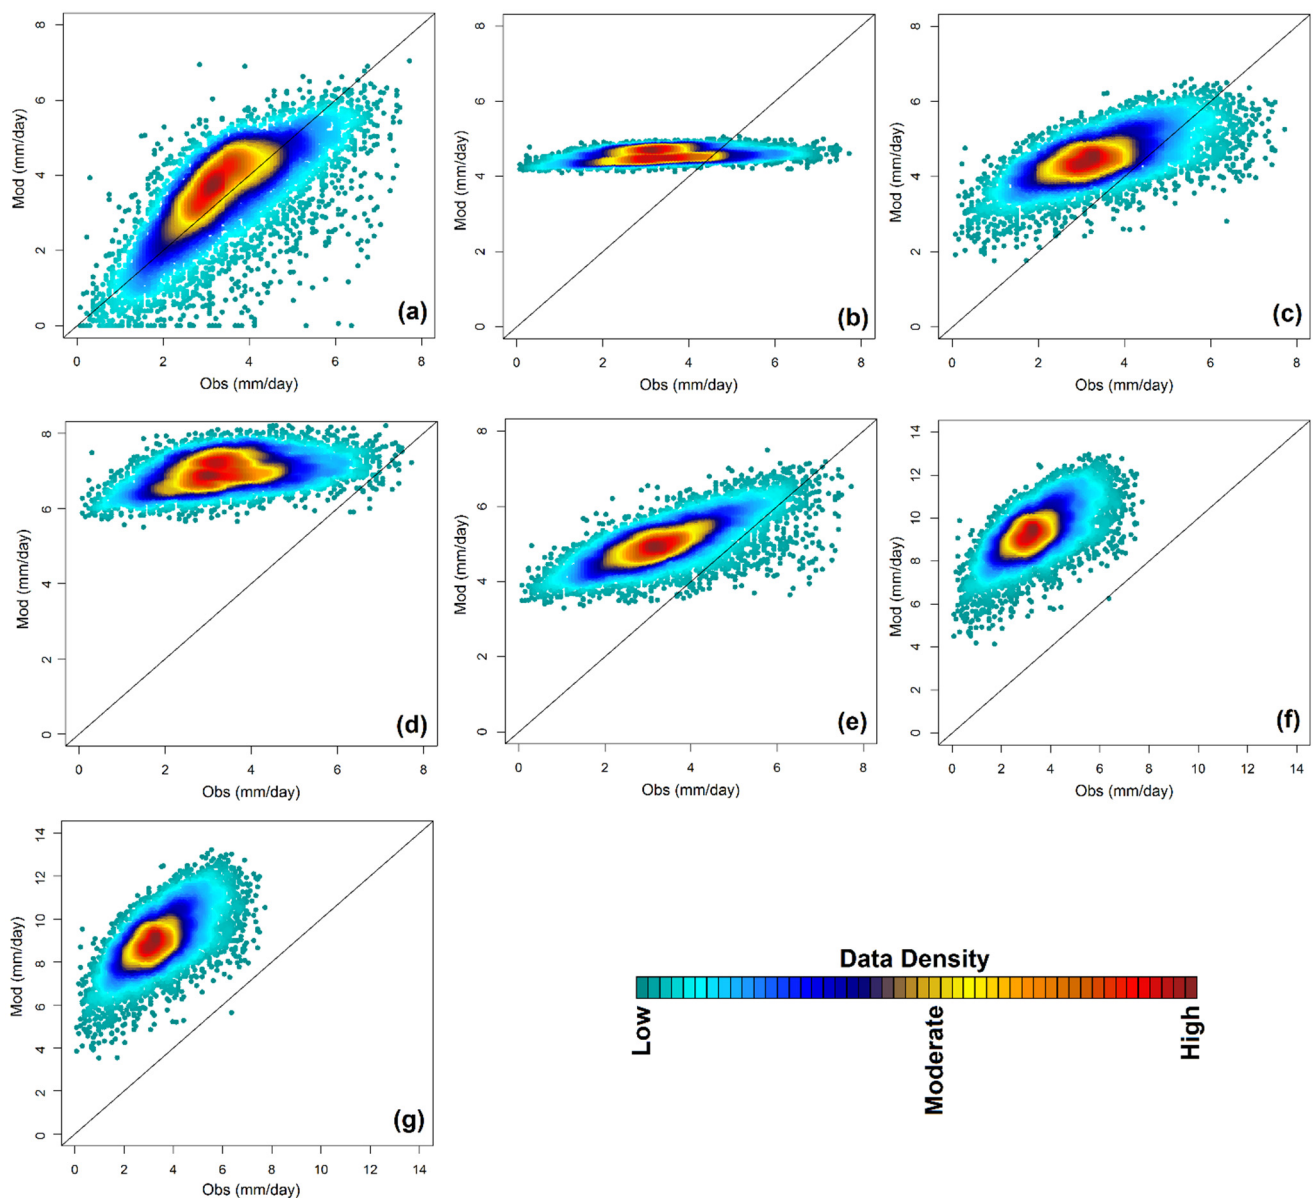 8
6
4
2
0
Mod (mm/day)
(a)
0 2 4 6 8
Obs (mm/day)
8
6
4
2
0
Mod (mm/day)
(b)
0 2 4 6 8
Obs (mm/day)
8
6
4
2
0
Mod (mm/day)
(c)
0 2 4 6 8
Obs (mm/day)
8
6
4
2
0
Mod (mm/day)
(d)
0 2 4 6 8
Obs (mm/day)
8
6
4
2
0
Mod (mm/day)
(e)
0 2 4 6 8
Obs (mm/day)
14
12
10
8
6
4
2
0
Mod (mm/day)
(f)
0 2 4 6 8 10 12 14
Obs (mm/day)
14
12
10
8
6
4
2
0
Mod (mm/day)
(g)
0 2 4 6 8 10 12 14
Obs (mm/day)
Data Density
Low
Moderate
High